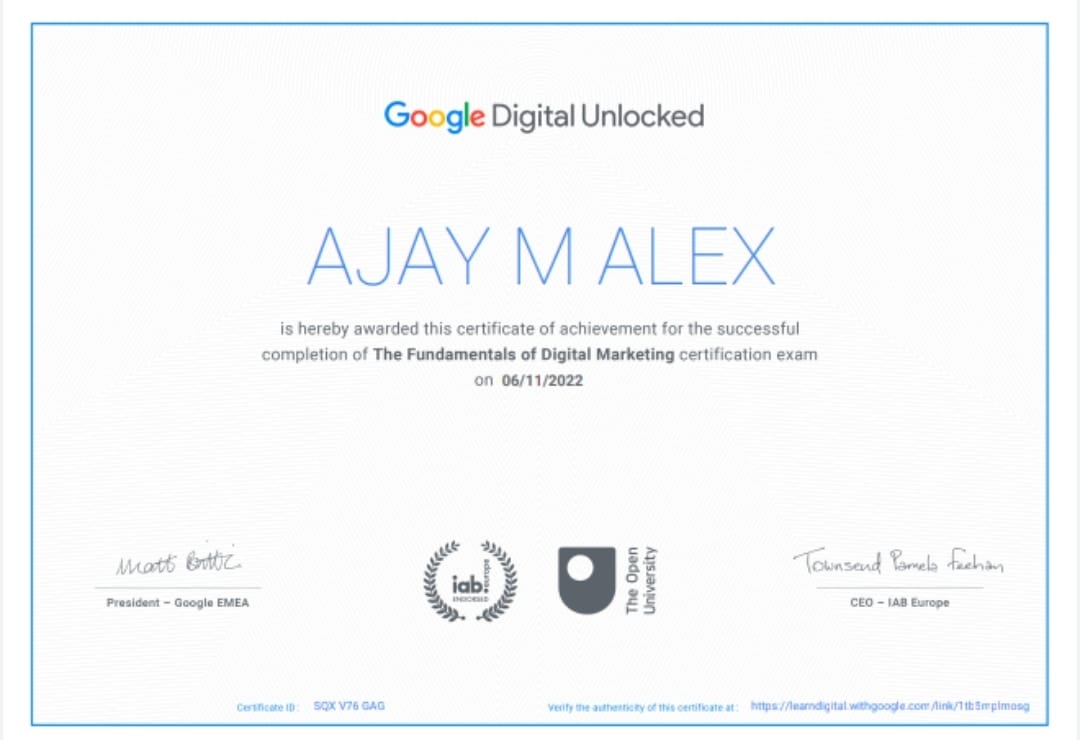 Google Digital Unlocked
AJAY M ALEX
is hereby awarded this certificate of achievement for the successful
completion of The Fundamentals of Digital Marketing certification exam
on 06/11/2022
Matt Brittin
Townsend Pamela Feehan
President – Google EMEA
iab.europe
ENDORSED
The Open
University
CEO – IAB Europe
Certificate ID : SQX V76 GAG
Verify the authenticity of this certificate at : https://learndigital.withgoogle.com/link/1tb5mplmosg